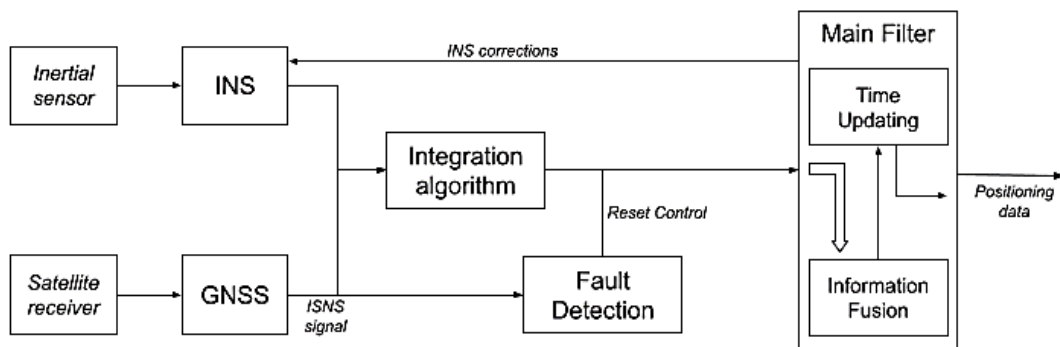 Main Filter
INS corrections
Inertial
sensor
INS
Time
Updating
Integration
algorithm
Positioning
data
Reset Control
Satellite
receiver
GNSS
ISNS
signal
Fault
Detection
Information
Fusion